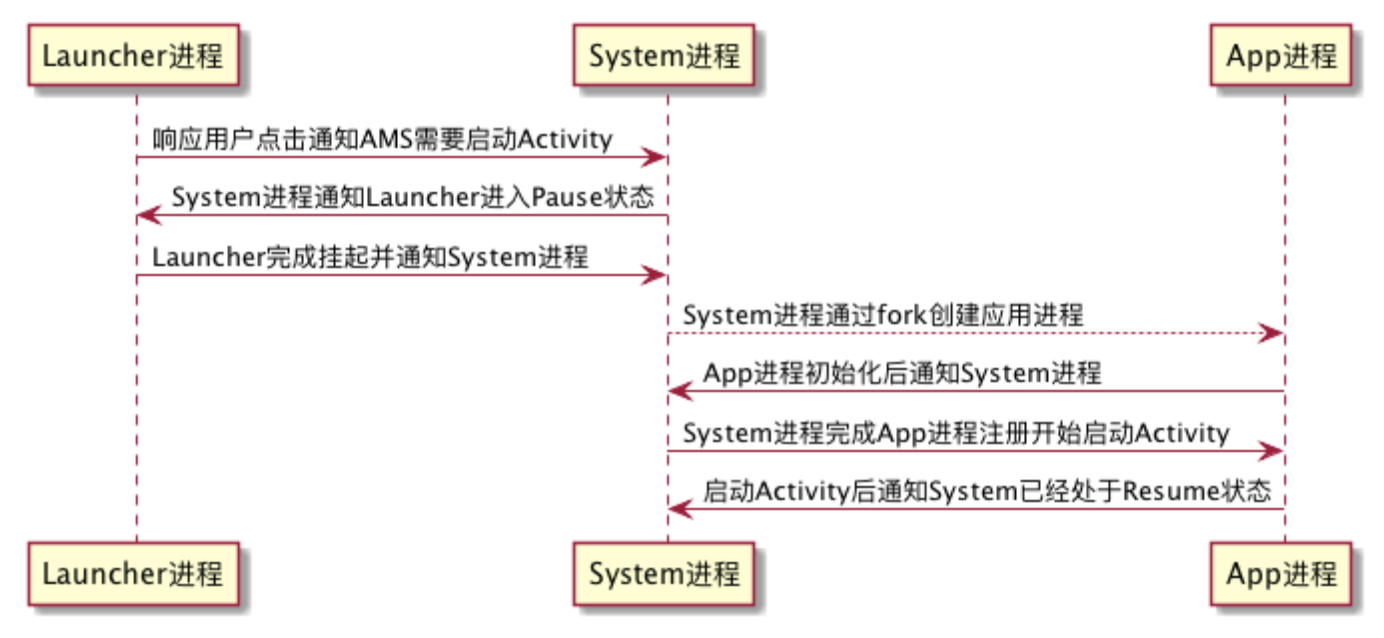 Launcher进程
System进程
App进程
响应用户点击通知AMS需要启动Activity
System进程通知Launcher进入Pause状态
Launcher完成挂起并通知System进程
System进程通过fork创建应用进程
App进程初始化后通知System进程
System进程完成App进程注册开始启动Activity
启动Activity后通知System已经处于Resume状态
Launcher进程
System进程
App进程